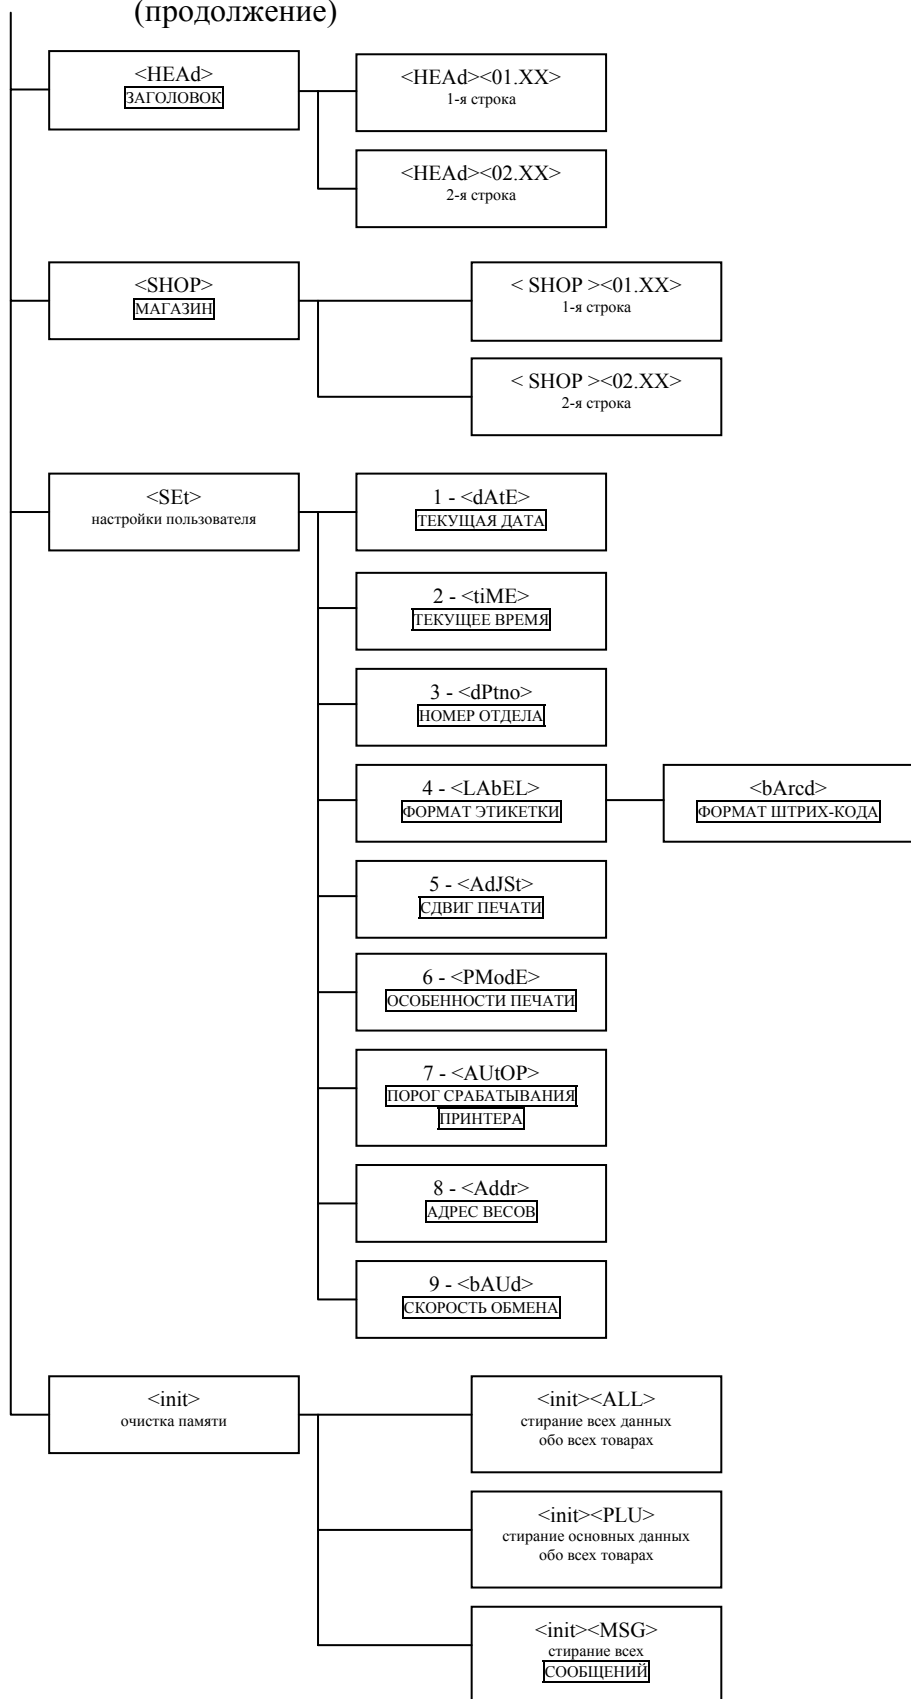 (продолжение)
<HEAd>
ЗАГОЛОВОК
<HEAd><01.XX>
1-я строка
<HEAd><02.XX>
2-я строка
<SHOP>
МАГАЗИН
< SHOP ><01.XX>
1-я строка
< SHOP ><02.XX>
2-я строка
<SEt>
настройки пользователя
1 - <dAtE>
ТЕКУЩАЯ ДАТА
2 - <tiME>
ТЕКУЩЕЕ ВРЕМЯ
3 - <dPtno>
НОМЕР ОТДЕЛА
4 - <LAbEL>
ФОРМАТ ЭТИКЕТКИ
<bArcd>
ФОРМАТ ШТРИХ-КОДА
5 - <AdJSt>
СДВИГ ПЕЧАТИ
6 - <PModE>
ОСОБЕННОСТИ ПЕЧАТИ
7 - <AUtOP>
ПОРОГ СРАБАТЫВАНИЯ
ПРИНТЕРА
8 - <Addr>
АДРЕС ВЕСОВ
9 - <bAUd>
СКОРОСТЬ ОБМЕНА
<init>
очистка памяти
<init><ALL>
стирание всех данных
обо всех товарах
<init><PLU>
стирание основных данных
обо всех товарах
<init><MSG>
стирание всех
СООБЩЕНИЙ